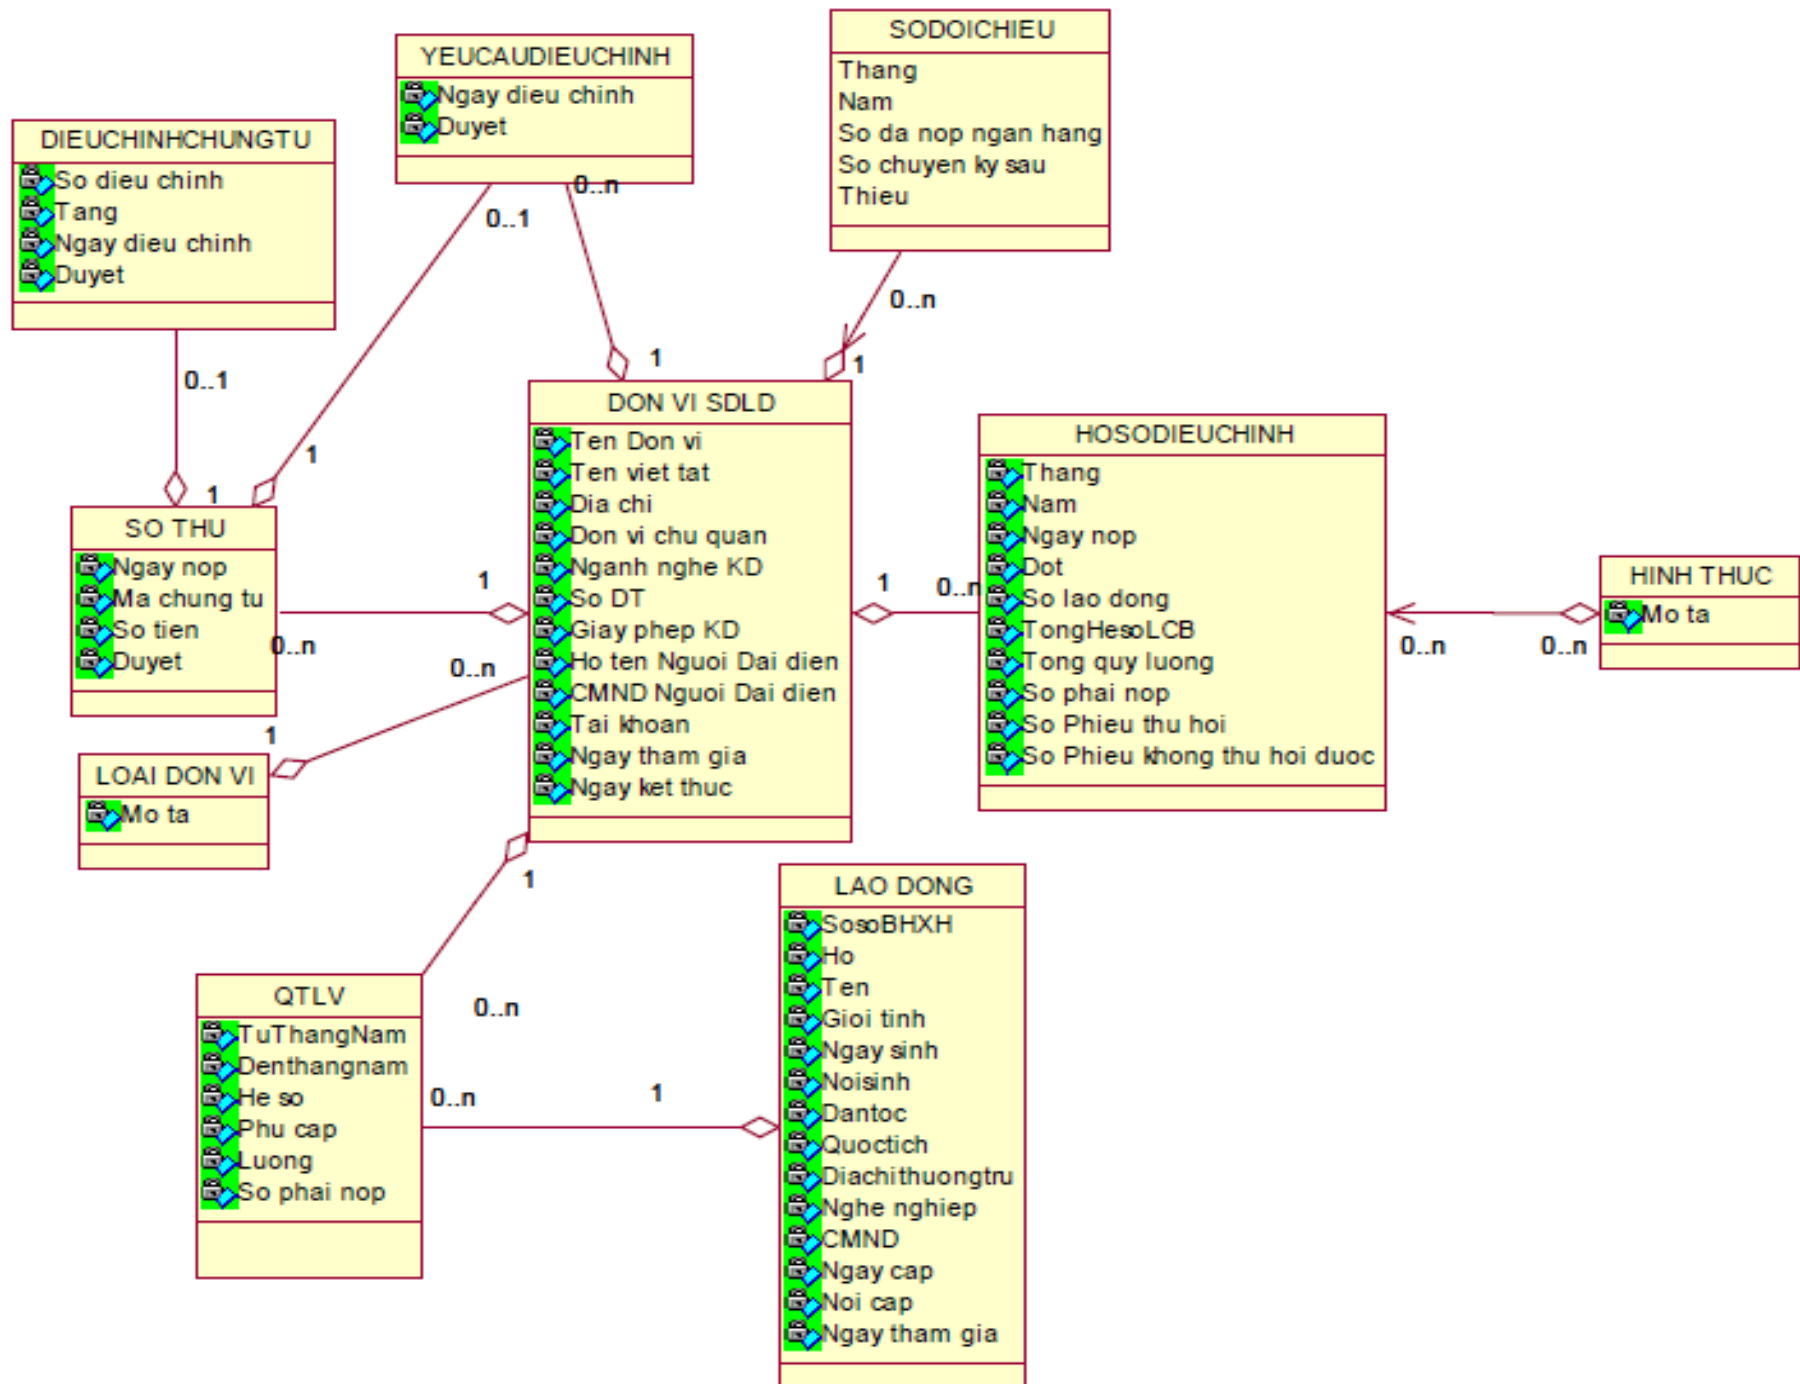 SODOICHIEU
Thang
Nam
So da nop ngan hang
So chuyen ky sau
Thieu
YEUCAUDIEUCHINH
Ngay dieu chinh
Duyet
DIEUCHINHCHUNGTU
So dieu chinh
Tang
Ngay dieu chinh
Duyet
0..n
0..1
0..n
0..1
1
1
1
1
DON VI SDLD
Ten Don vi
Ten viet tat
Dia chi
Don vi chu quan
Nganh nghe KD
So DT
Giay phep KD
Ho ten Nguoi Dai dien
CMND Nguoi Dai dien
Tai khoan
Ngay tham gia
Ngay ket thuc
HOSODIEUCHINH
Thang
Nam
Ngay nop
Dot
So lao dong
TongHesoLCB
Tong quy luong
So phai nop
So Phieu thu hoi
So Phieu khong thu hoi duoc
SO THU
Ngay nop
Ma chung tu
So tien
Duyet
HINH THUC
Mo ta
1
1
0..n
0..n
0..n
0..n
0..n
1
LOAI DON VI
Mo ta
1
0..n
LAO DONG
SosoBHXH
Ho
Ten
Gioi tinh
Ngay sinh
Noisinh
Dantoc
Quoctich
Diachithuongtru
Nghe nghiep
CMND
Ngay cap
Noi cap
Ngay tham gia
QTLV
TuThangNam
Denthangnam
He so
Phu cap
Luong
So phai nop
0..n
1